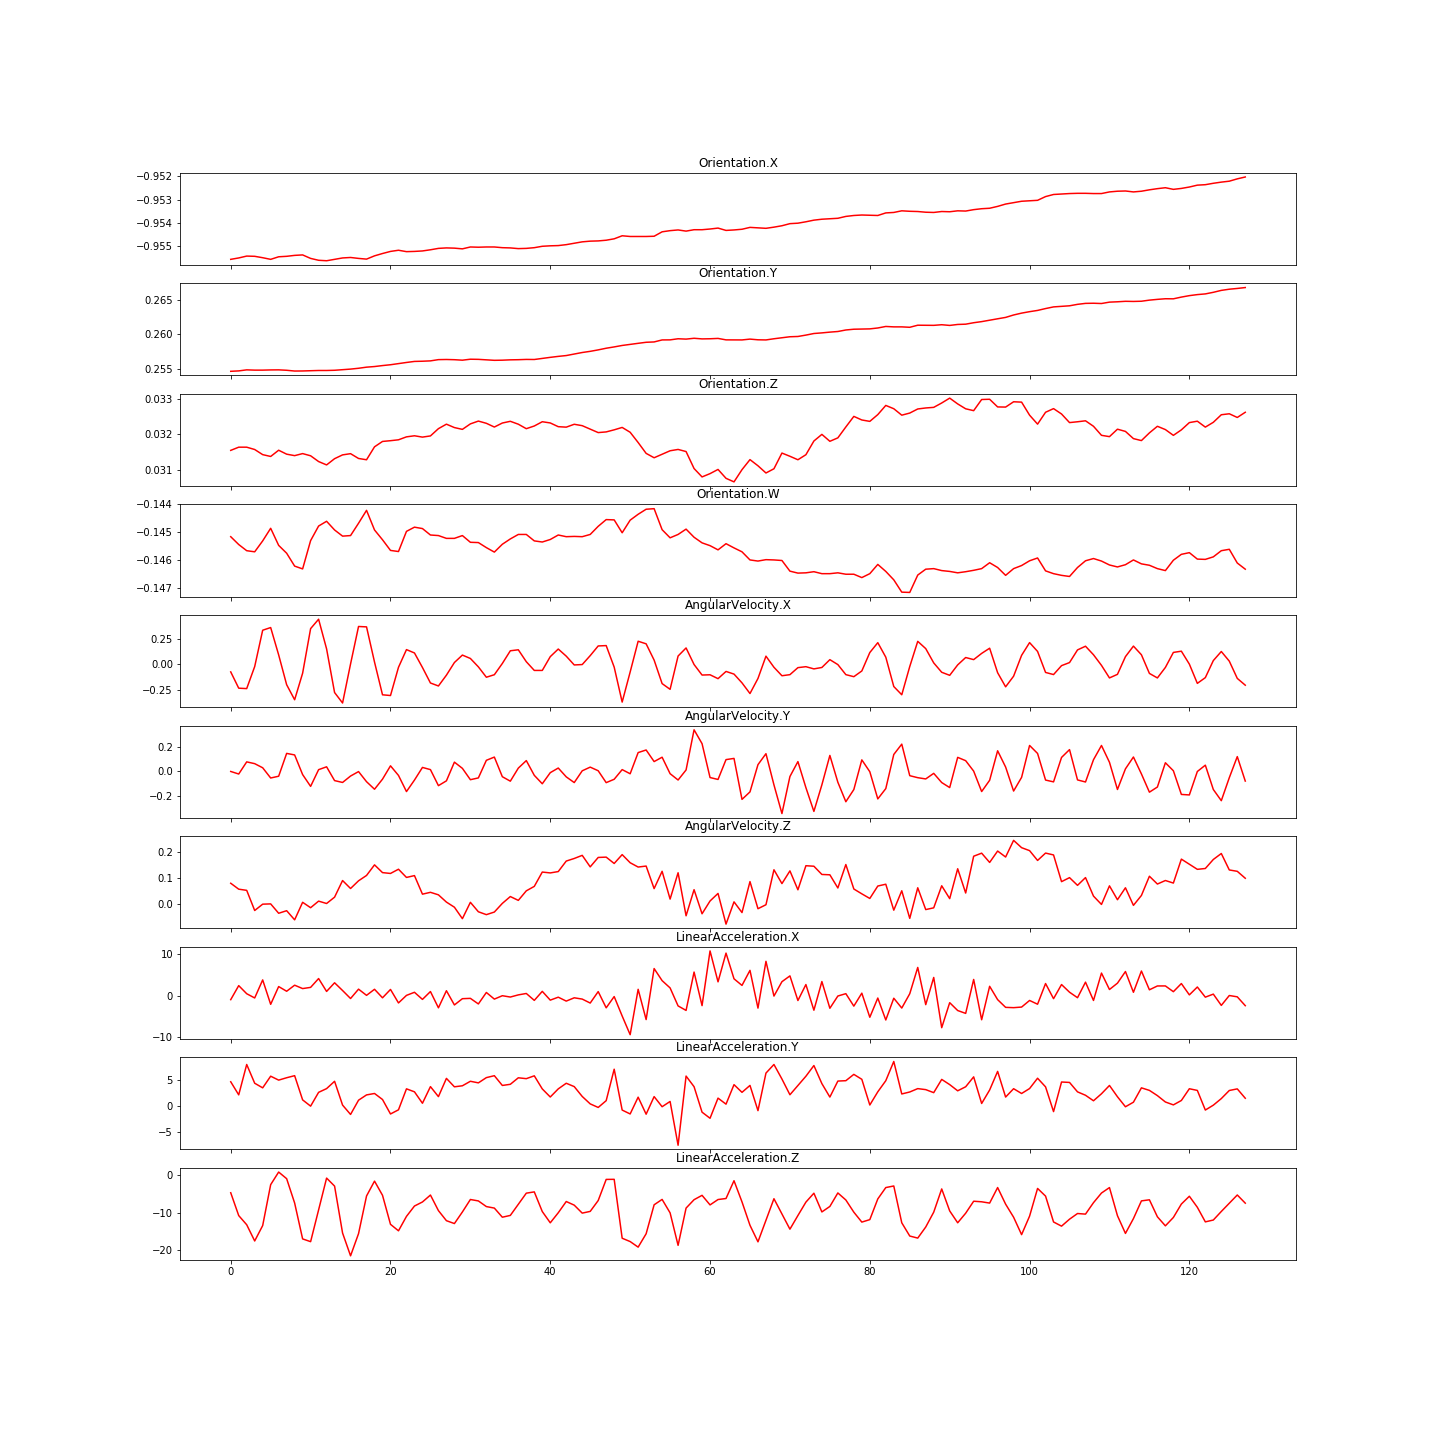 Orientation.X
−0.952
−0.953
−0.954
−0.955
Orientation.Y
0.265
0.260
0.255
Orientation.Z
0.033
0.032
0.031
Orientation.W
−0.144
−0.145
−0.146
−0.147
AngularVelocity.X
0.25
0.00
−0.25
AngularVelocity.Y
0.2
0.0
−0.2
AngularVelocity.Z
0.2
0.1
0.0
LinearAcceleration.X
10
0
−10
LinearAcceleration.Y
5
0
−5
LinearAcceleration.Z
0
−10
−20
0 20 40 60 80 100 120